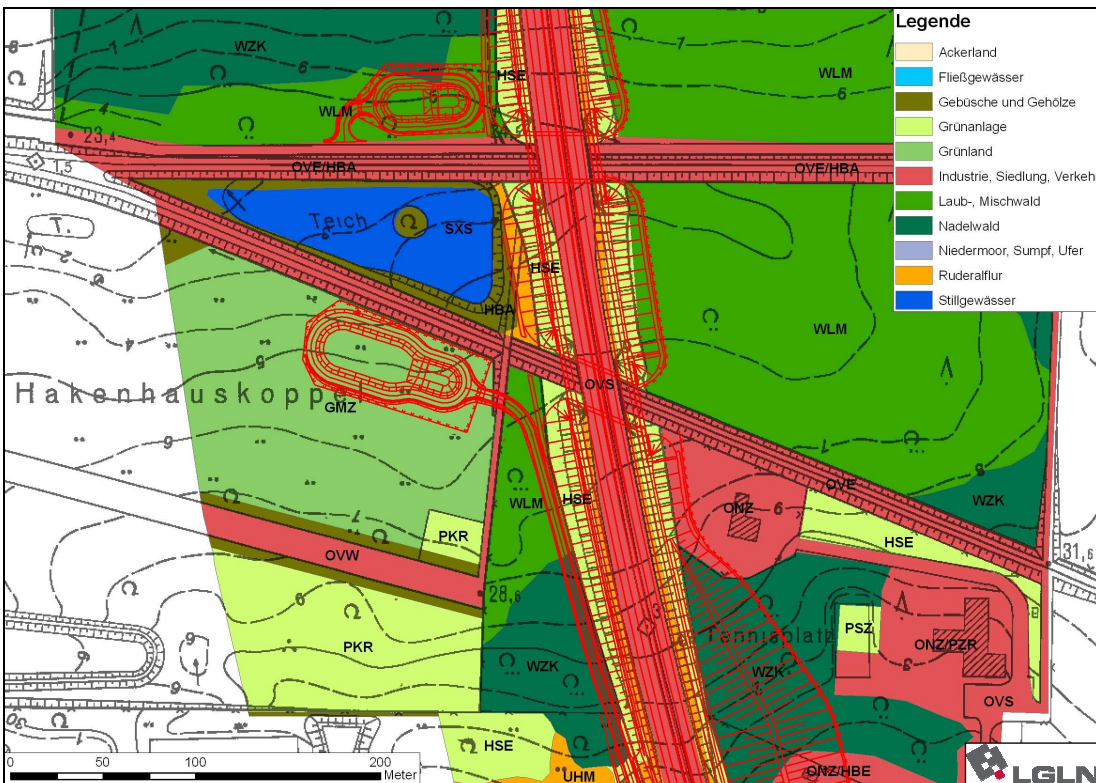 Legende
Ackerland
Fließgewässer
Gebüsche und Gehölze
Grünanlage
Grünland
Industrie, Siedlung, Verkehr
Laub-, Mischwald
Nadelwald
Niedermoor, Sumpf, Ufer
Ruderalflur
Stillgewässer
WZK
HSE
WLM
WLM
23,4
1,5
OVE/HBA
OVE/HBA
Teich
SXS
HSE
HBA
WLM
Hakenhauskoppel
GMZ
OVS
OVE
WLM
HSE
ONZ
WZK
HSE
PKR
OVW
31,6
28,6
PKR
WZK
Tennisplatz
WZK
PSZ
ONZ/PZR
OVS
HSE
UHM
ONZ/HBE
0
50
100
200
Meter
LGLN